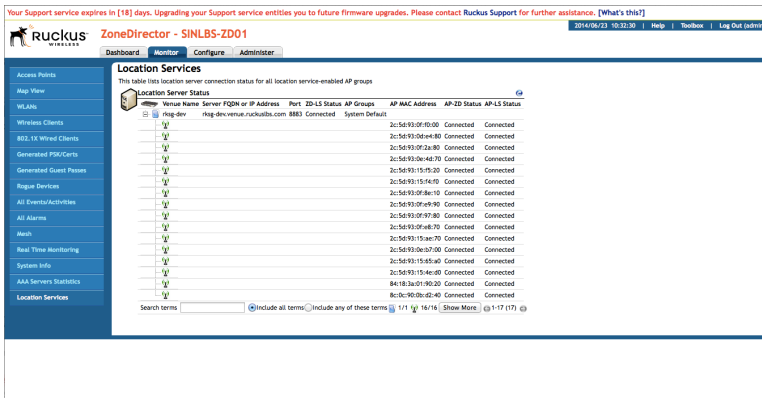 Your Support service expires in [18] days. Upgrading your Support service entities you to future firmware upgrades. Please contact Ruckus Support for further assistance. [What's this?]
2014/06/23 10:32:30 | Help | Toolbox | Log Out (admin
RUCKUS
WIRELESS
ZoneDirector - SINLBS-ZD01
Dashboard Monitor Configure Administer
Access Points
Map View
WLANs
Wireless Clients
802.1X Wired Clients
Generated PSK/Certs
Generated Guest Passes
Rogue Devices
All Events/Activities
All Alarms
Mesh
Real Time Monitoring
System Info
AAA Servers Statistics
Location Services
Location Services
This table lists location server connection status for all location service-enabled AP groups
Location Server Status
Venue Name Server FQDN or IP Address Port ZD-LS Status AP Groups AP MAC Address AP-ZD Status AP-LS Status
rksg-dev rksg-dev.venue.ruckuslbs.com 8883 Connected System Default
2c:5d:93:0f:f0:00 Connected Connected
2c:5d:93:0d:e4:80 Connected Connected
2c:5d:93:0f:2a:80 Connected Connected
2c:5d:93:0e:4d:70 Connected Connected
2c:5d:93:15:f5:20 Connected Connected
2c:5d:93:15:f4:f0 Connected Connected
2c:5d:93:0f:8e:10 Connected Connected
2c:5d:93:0f:e9:90 Connected Connected
2c:5d:93:0f:97:80 Connected Connected
2c:5d:93:0f:e8:70 Connected Connected
2c:5d:93:15:ae:70 Connected Connected
2c:5d:93:0e:b7:00 Connected Connected
2c:5d:93:15:65:a0 Connected Connected
2c:5d:93:15:4e:d0 Connected Connected
84:18:3a:01:90:20 Connected Connected
8c:0c:90:0b:d2:40 Connected Connected
Search terms Include all terms Include any of these terms 1/1 16/16 Show More 1-17 (17)